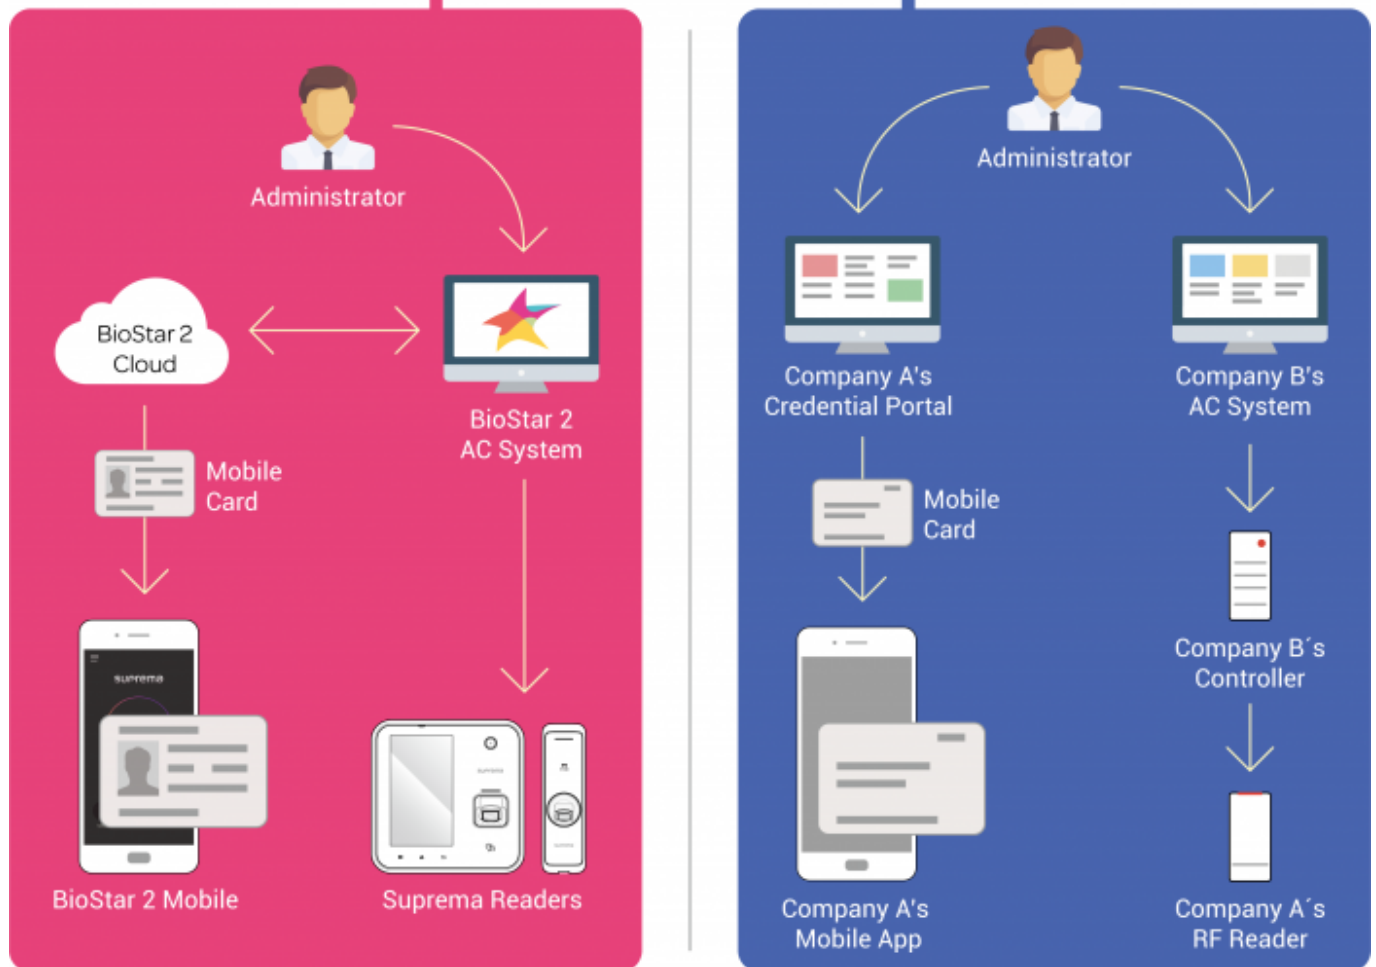 Administrator
BioStar 2
Cloud
BioStar 2
AC System
Mobile
Card
suprema
suprema
BioStar 2 Mobile
Suprema Readers
Administrator
Company A's
Credential Portal
Company B's
AC System
Mobile
Card
Company B´s
Controller
Company A's
Mobile App
Company A´s
RF Reader